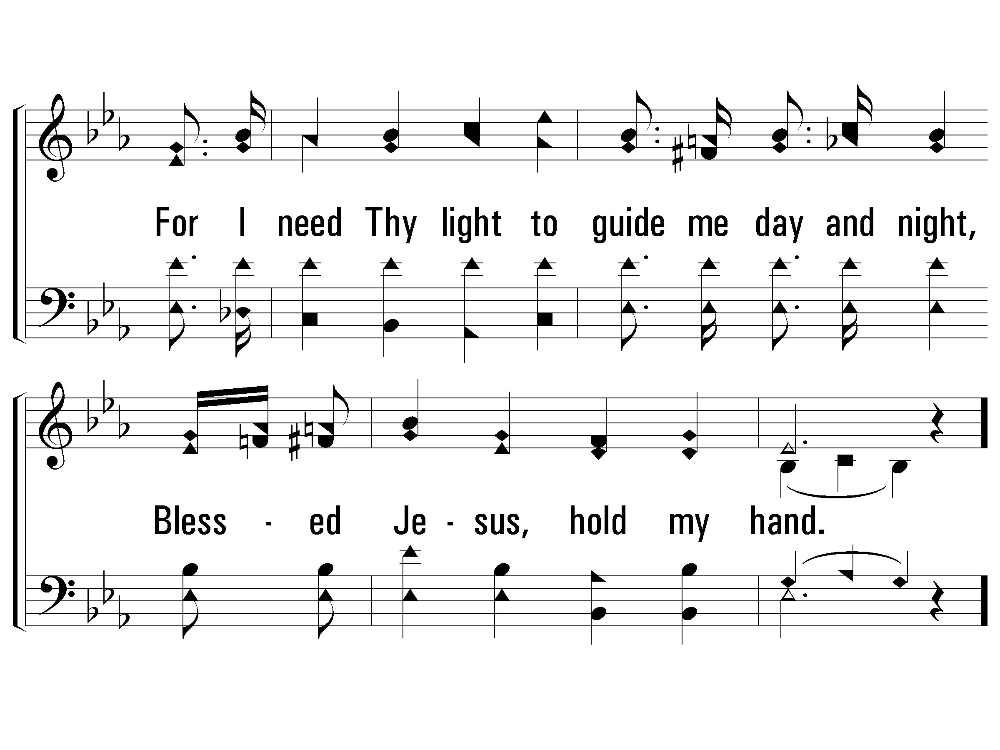 For I need Thy light to guide me day and night,
Bless - ed Je - sus, hold my hand.